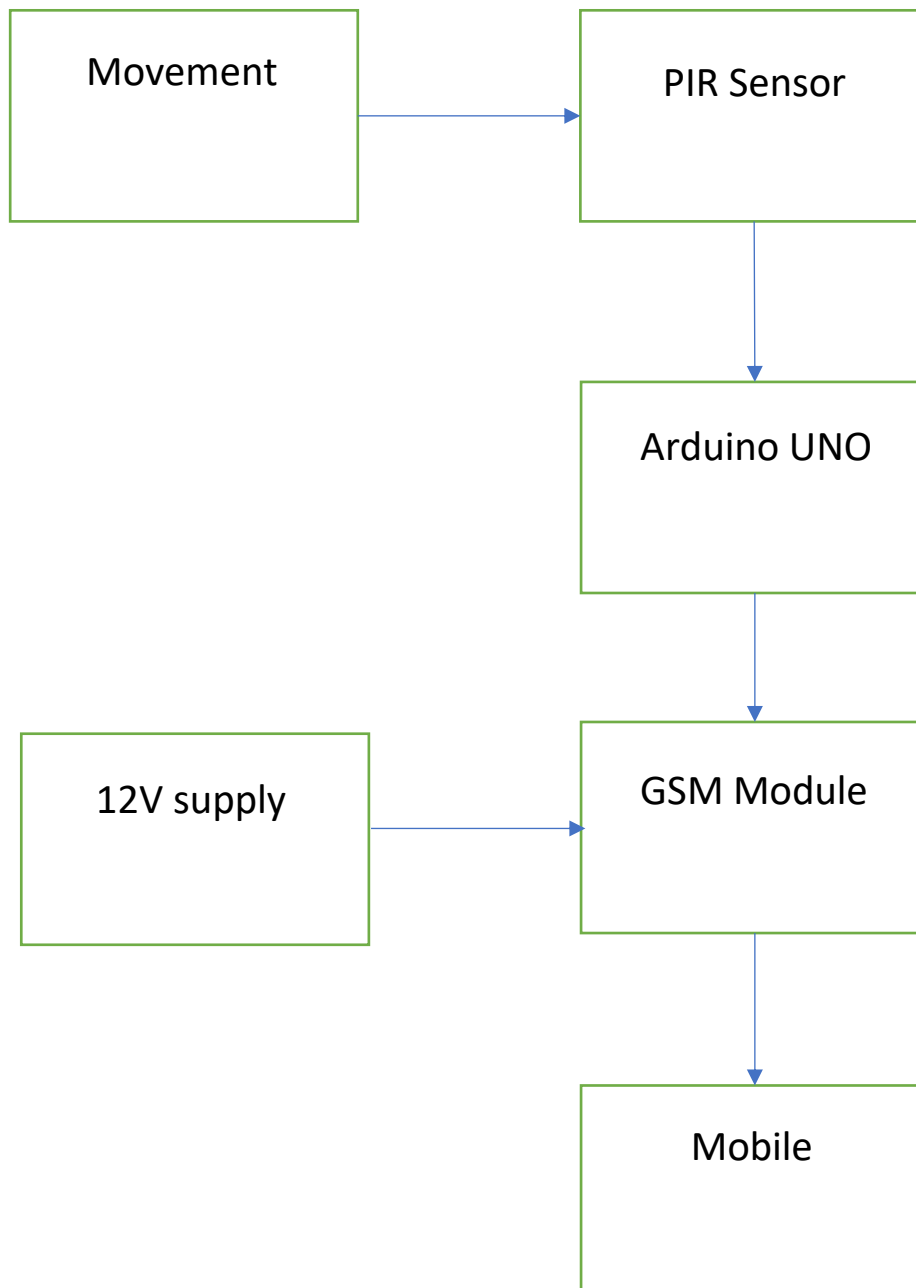 Movement
PIR Sensor
Arduino UNO
12V supply
GSM Module
Mobile